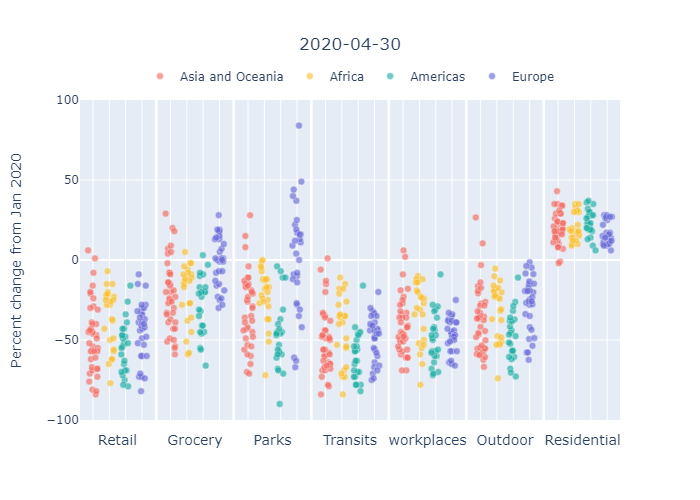 2020-04-30
Asia and Oceania Africa Americas Europe
Percent change from Jan 2020
100
50
0
−50
−100
Retail Grocery Parks Transits workplaces Outdoor Residential